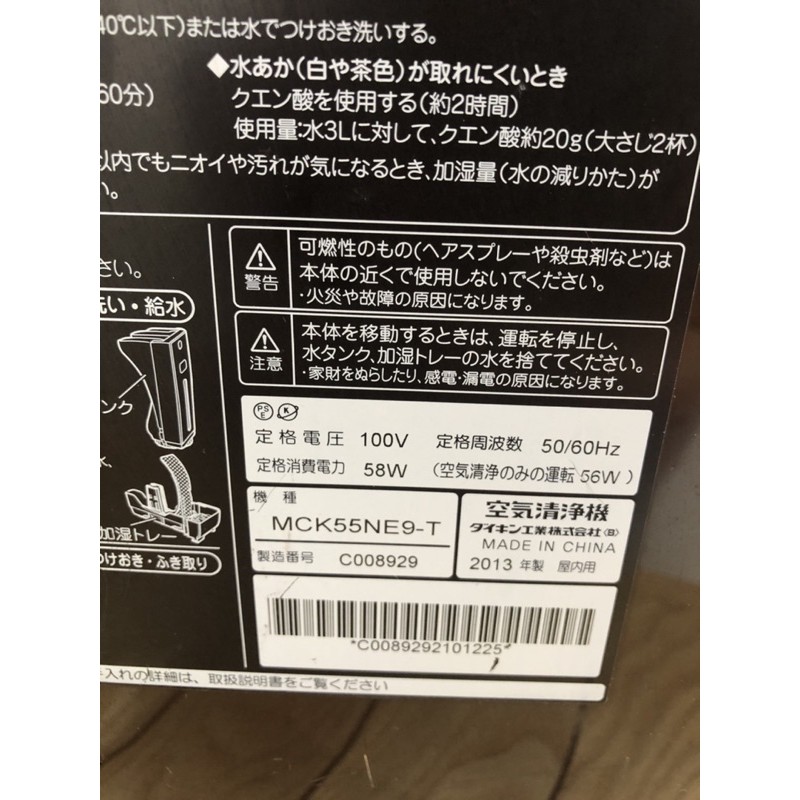 40℃以下)または水でつけおき洗いする。
◆水あか(白や茶色)が取れにくいとき
60分)
クエン酸を使用する(約2時間)
使用量:水3Lに対して、クエン酸約20g(大さじ2杯)
以内でもニオイや汚れが気になるとき、加湿量(水の減りかた)が
い。
さい。
洗い・給水
ンク
水、
加湿トレー
つけおき・ふき取り
警告
可燃性のもの(ヘアスプレーや殺虫剤など)は
本体の近くで使用しないでください。
・火災や故障の原因になります。
注意
本体を移動するときは、運転を停止し、
水タンク、加湿トレーの水を捨ててください。
・家財をぬらしたり、感電・漏電の原因になります。
PS
E
定格電圧 100V 定格周波数 50/60Hz
定格消費電力 58W (空気清浄のみの運転 56W)
機種
MCK55NE9-T
製造番号 C008929
空気清浄機
ダイキン工業株式会社(B)
MADE IN CHINA
2013 年製 屋内用
*C0089292101225*
手入れの詳細は、取扱説明書をご覧ください